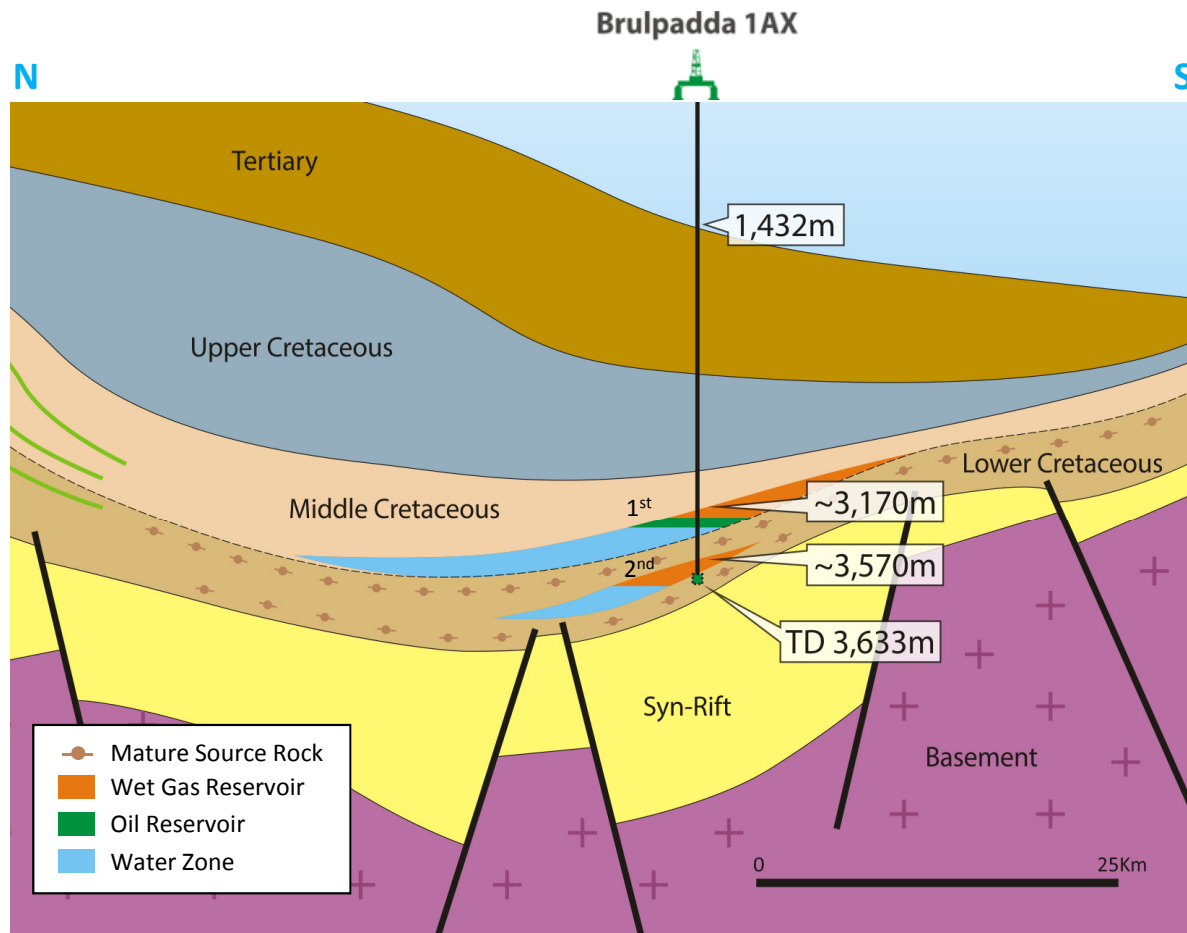 Brulpadda 1AX
N
S
Tertiary
1,432m
Upper Cretaceous
Lower Cretaceous
1st
~3,170m
Middle Cretaceous
2nd
~3,570m
TD 3,633m
Syn-Rift
Mature Source Rock
Wet Gas Reservoir
Oil Reservoir
Water Zone
Basement
0
25Km